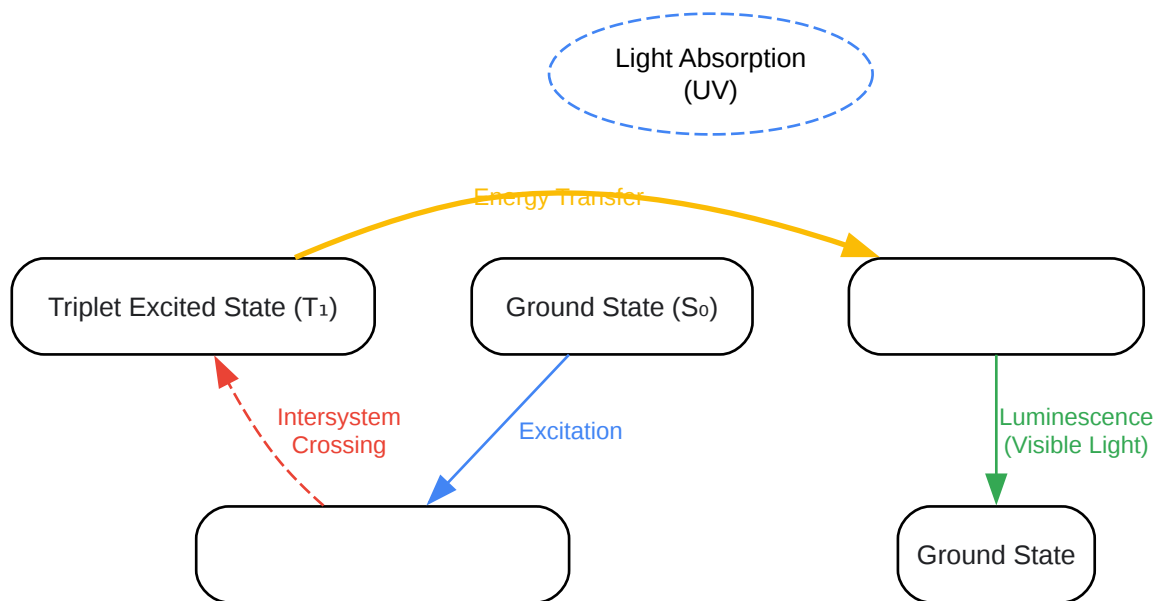 Light Absorption
(UV)
Energy Transfer
Triplet Excited State (T₁)
Ground State (S₀)
Intersystem
Crossing
Excitation
Luminescence
(Visible Light)
Ground State